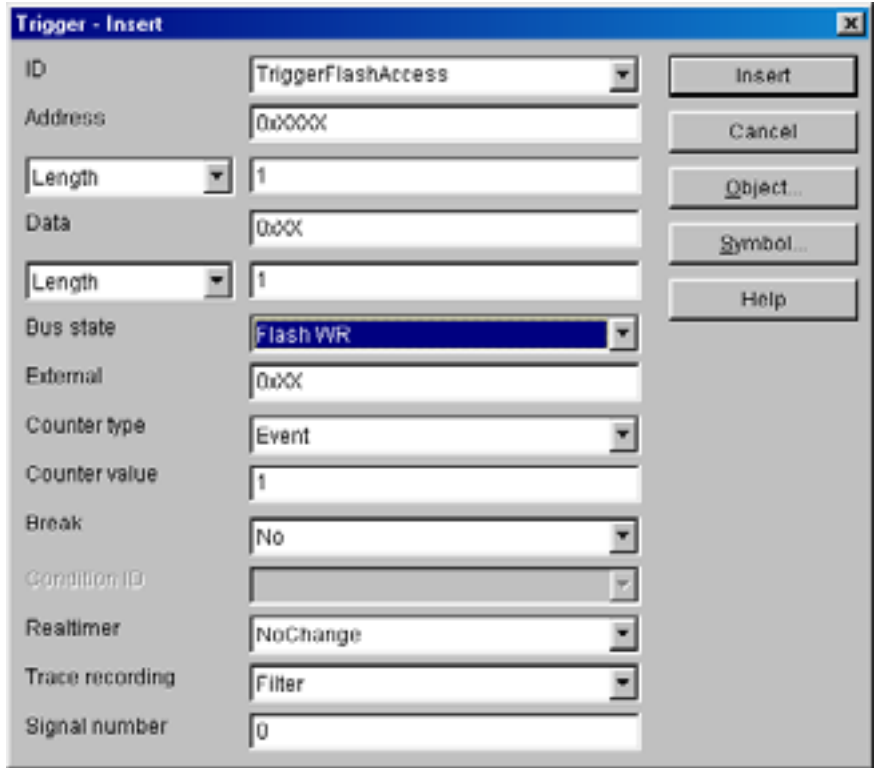 Trigger - Insert
ID TriggerFlashAccess Insert
Address 0xXXXX Cancel
Length 1 Object...
Data 0xXX Symbol...
Length 1 Help
Bus state Flash WR
External 0xXX
Counter type Event
Counter value 1
Break No
Condition ID
Realtimer NoChange
Trace recording Filter
Signal number 0